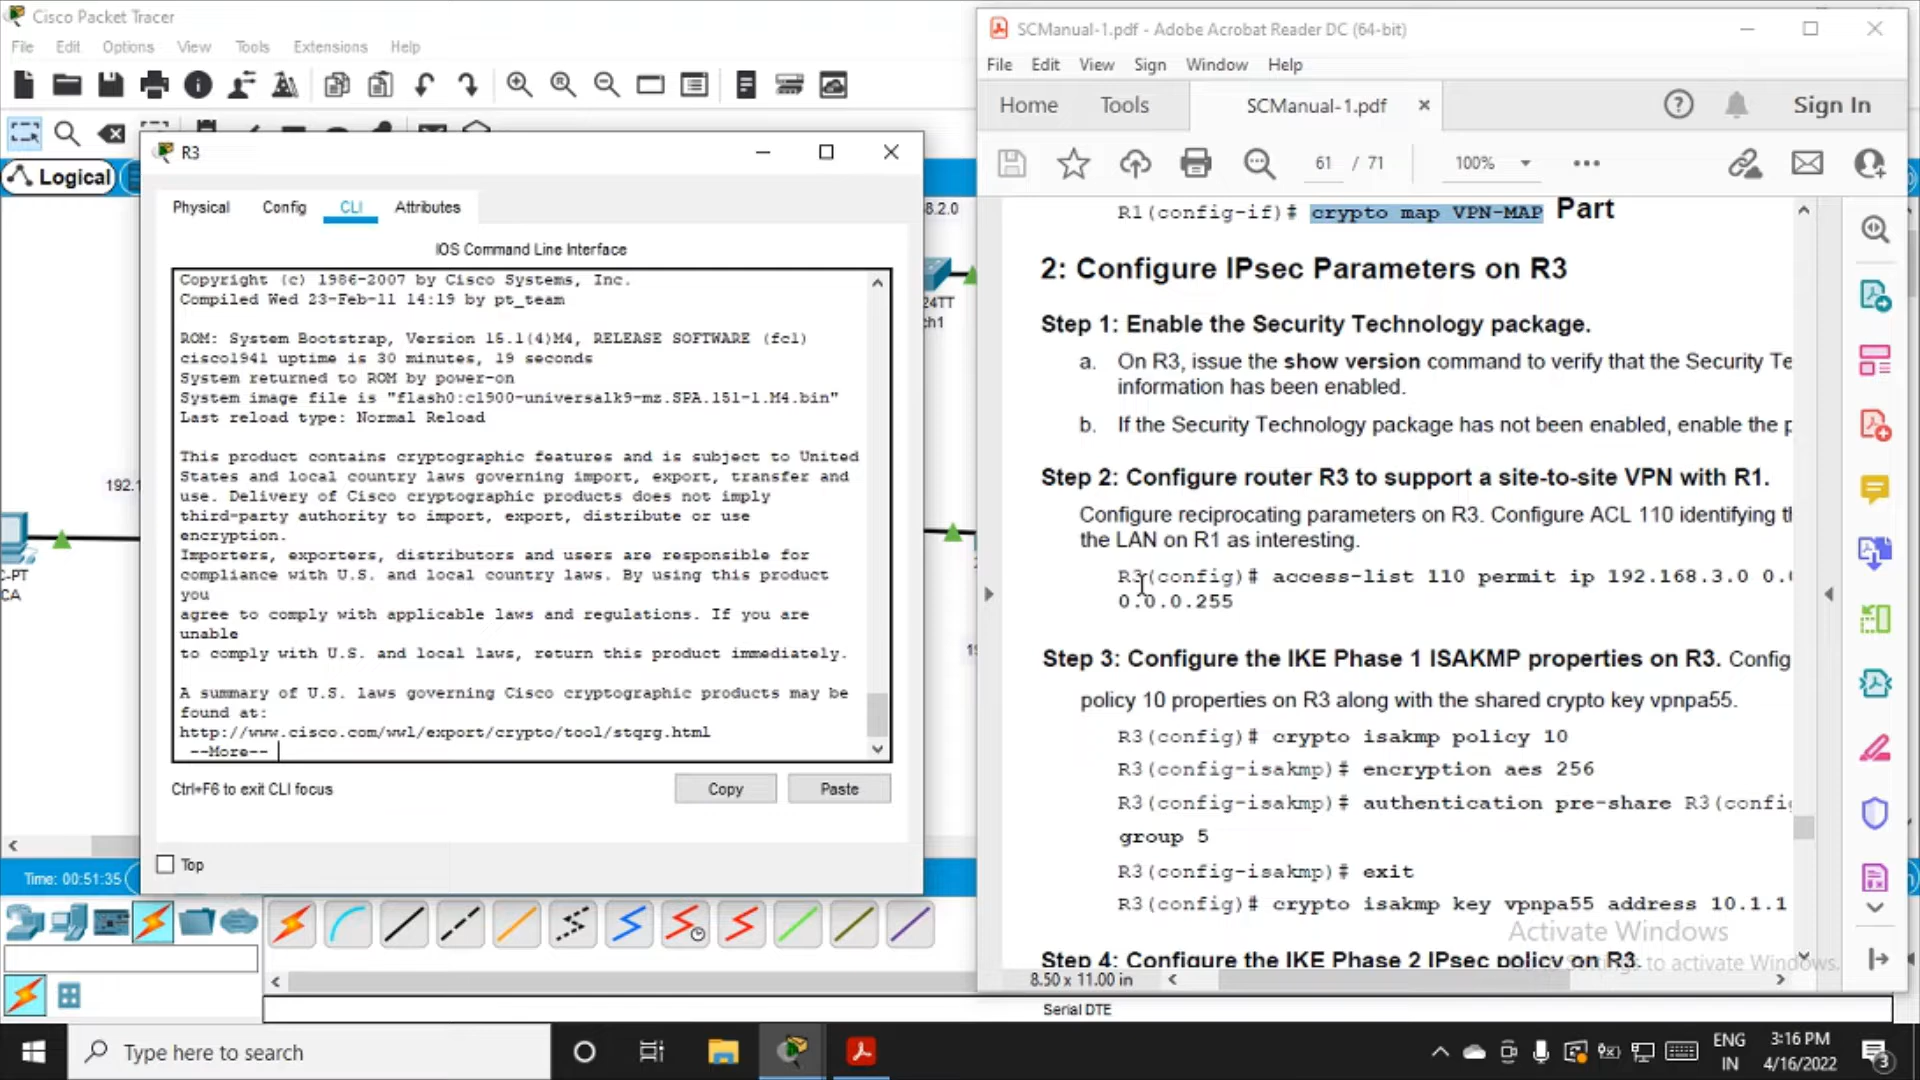 Cisco Packet Tracer
File Edit Options View Tools Extensions Help
Logical
R3
Physical Config CLI Attributes
IOS Command Line Interface
Copyright (c) 1986-2007 by Cisco Systems, Inc.
Compiled Wed 23-Feb-11 14:19 by pt_team
ROM: System Bootstrap, Version 15.1(4)M4, RELEASE SOFTWARE (fc1)
cisco1941 uptime is 30 minutes, 19 seconds
System returned to ROM by power-on
System image file is "flash0:c1900-universalk9-mz.SPA.151-1.M4.bin"
Last reload type: Normal Reload
This product contains cryptographic features and is subject to United
States and local country laws governing import, export, transfer and
use. Delivery of Cisco cryptographic products does not imply
third-party authority to import, export, distribute or use
encryption.
Importers, exporters, distributors and users are responsible for
compliance with U.S. and local country laws. By using this product
you
agree to comply with applicable laws and regulations. If you are
unable
to comply with U.S. and local laws, return this product immediately.
A summary of U.S. laws governing Cisco cryptographic products may be
found at:
http://www.cisco.com/wwl/export/crypto/tool/stqrg.html
--More--
Ctrl+F6 to exit CLI focus
Copy
Paste
Top
8.2.0
24TT
ch1
192.1
C-PT
CA
19
Time: 00:51:35
Serial DTE
SCManual-1.pdf - Adobe Acrobat Reader DC (64-bit)
File Edit View Sign Window Help
Home Tools SCManual-1.pdf × Sign In
61 / 71 100%
R1(config-if)# crypto map VPN-MAP Part
2: Configure IPsec Parameters on R3
Step 1: Enable the Security Technology package.
a. On R3, issue the show version command to verify that the Security Te
information has been enabled.
b. If the Security Technology package has not been enabled, enable the p
Step 2: Configure router R3 to support a site-to-site VPN with R1.
Configure reciprocating parameters on R3. Configure ACL 110 identifying th
the LAN on R1 as interesting.
R3(config)# access-list 110 permit ip 192.168.3.0 0.0
0.0.0.255
Step 3: Configure the IKE Phase 1 ISAKMP properties on R3. Config
policy 10 properties on R3 along with the shared crypto key vpnpa55.
R3(config)# crypto isakmp policy 10
R3(config-isakmp)# encryption aes 256
R3(config-isakmp)# authentication pre-share R3(config
group 5
R3(config-isakmp)# exit
R3(config)# crypto isakmp key vpnpa55 address 10.1.1
Activate Windows
Step 4: Configure the IKE Phase 2 IPsec policy on R3.
to activate Windows.
8.50 x 11.00 in
Type here to search
ENG
IN
3:16 PM
4/16/2022
3